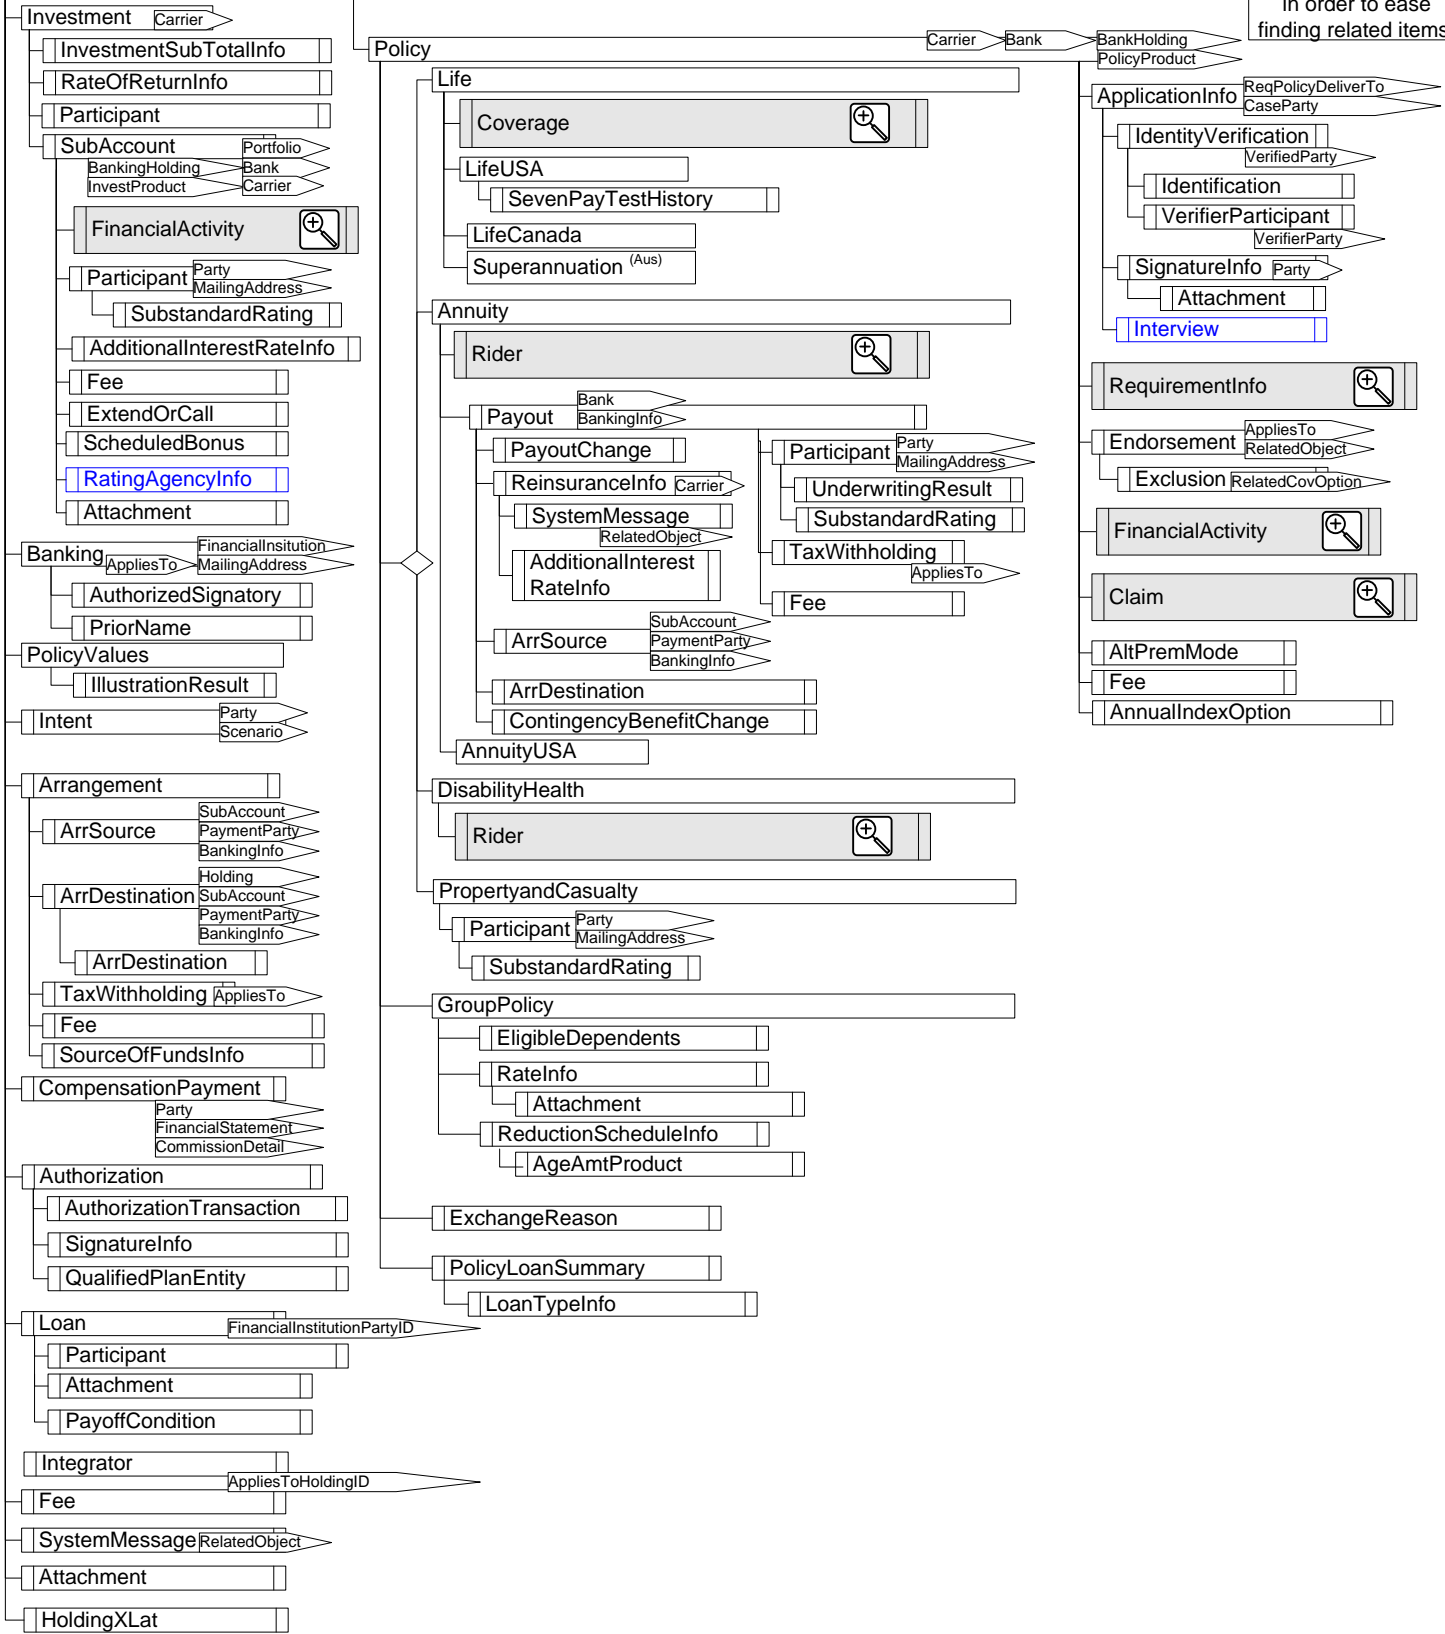 Investment
Carrier
InvestmentSubTotalInfo
RateOfReturnInfo
Participant
SubAccount
Portfolio
BankingHolding
Bank
InvestProduct
Carrier
FinancialActivity
Participant
Party
MailingAddress
SubstandardRating
AdditionalInterestRateInfo
Fee
ExtendOrCall
ScheduledBonus
RatingAgencyInfo
Attachment
Banking
AppliesTo
FinancialInsitution
MailingAddress
AuthorizedSignatory
PriorName
PolicyValues
IllustrationResult
Intent
Party
Scenario
Arrangement
ArrSource
SubAccount
PaymentParty
BankingInfo
ArrDestination
Holding
SubAccount
PaymentParty
BankingInfo
ArrDestination
TaxWithholding
AppliesTo
Fee
SourceOfFundsInfo
CompensationPayment
Party
FinancialStatement
CommissionDetail
Authorization
AuthorizationTransaction
SignatureInfo
QualifiedPlanEntity
Loan
FinancialInstitutionPartyID
Participant
Attachment
PayoffCondition
Integrator
AppliesToHoldingID
Fee
SystemMessage
RelatedObject
Attachment
HoldingXLat
Policy
Carrier
Bank
BankHolding
PolicyProduct
Life
Coverage
LifeUSA
SevenPayTestHistory
LifeCanada
Superannuation (Aus)
Annuity
Rider
Payout
Bank
BankingInfo
PayoutChange
ReinsuranceInfo
Carrier
SystemMessage
RelatedObject
AdditionalInterest
RateInfo
ArrSource
SubAccount
PaymentParty
BankingInfo
ArrDestination
ContingencyBenefitChange
Participant
Party
MailingAddress
UnderwritingResult
SubstandardRating
TaxWithholding
AppliesTo
Fee
AnnuityUSA
DisabilityHealth
Rider
PropertyandCasualty
Participant
Party
MailingAddress
SubstandardRating
GroupPolicy
EligibleDependents
RateInfo
Attachment
ReductionScheduleInfo
AgeAmtProduct
ExchangeReason
PolicyLoanSummary
LoanTypeInfo
in order to ease
finding related items
ApplicationInfo
ReqPolicyDeliverTo
CaseParty
IdentityVerification
VerifiedParty
Identification
VerifierParticipant
VerifierParty
SignatureInfo
Party
Attachment
Interview
RequirementInfo
Endorsement
AppliesTo
RelatedObject
Exclusion
RelatedCovOption
FinancialActivity
Claim
AltPremMode
Fee
AnnualIndexOption